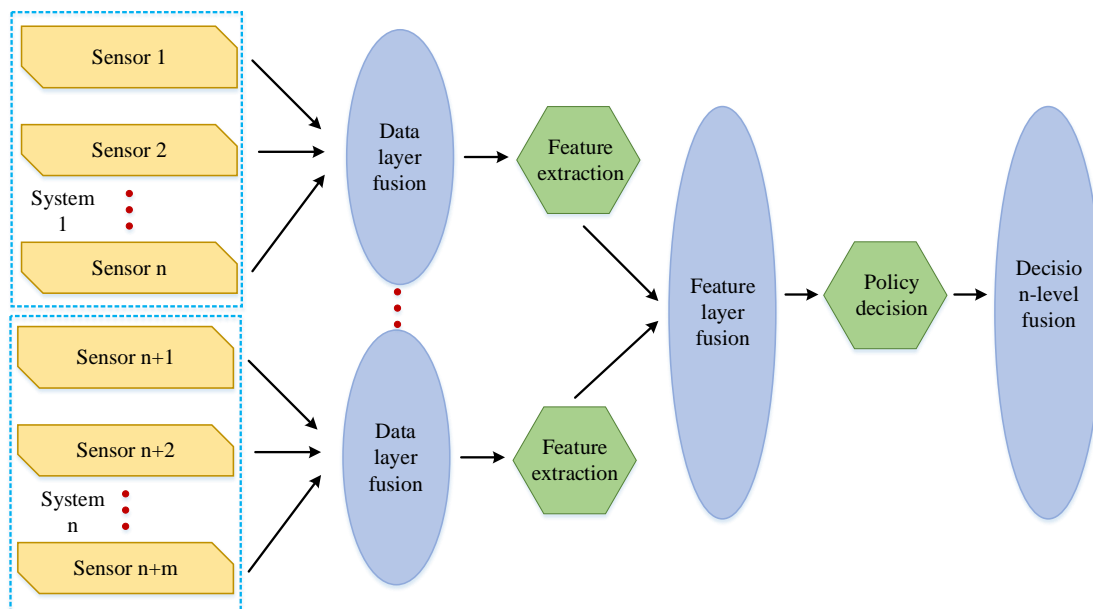 Sensor 1
Sensor 2
System
1
Sensor n
Sensor n+1
Sensor n+2
System
n
Sensor n+m
Data
layer
fusion
Data
layer
fusion
Feature
extraction
Feature
extraction
Feature
layer
fusion
Policy
decision
Decisio
n-level
fusion